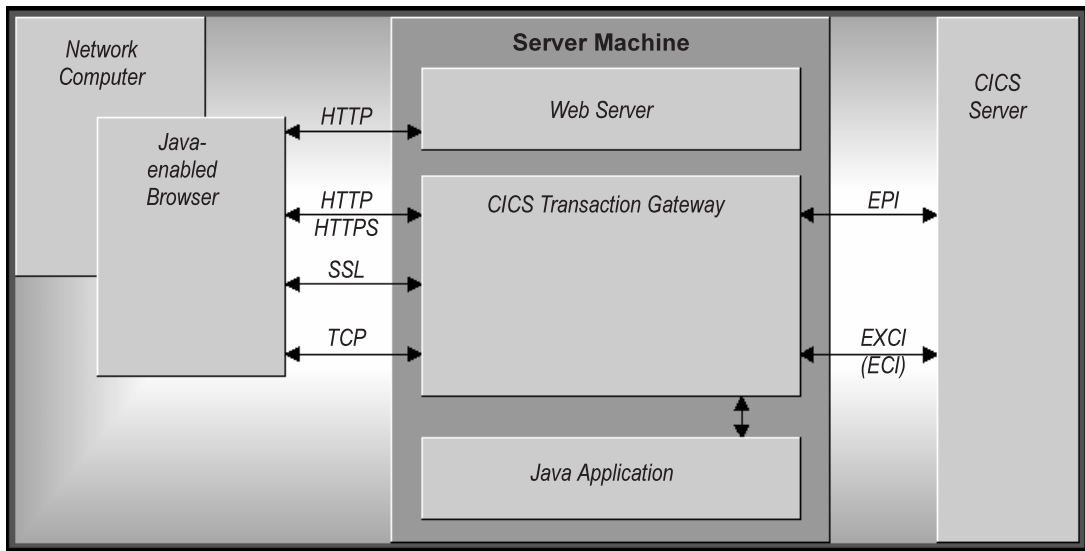 Network
Computer
Java-
enabled
Browser
HTTP
HTTP
HTTPS
SSL
TCP
Server Machine
Web Server
CICS Transaction Gateway
Java Application
EPI
EXCI
(ECI)
CICS
Server